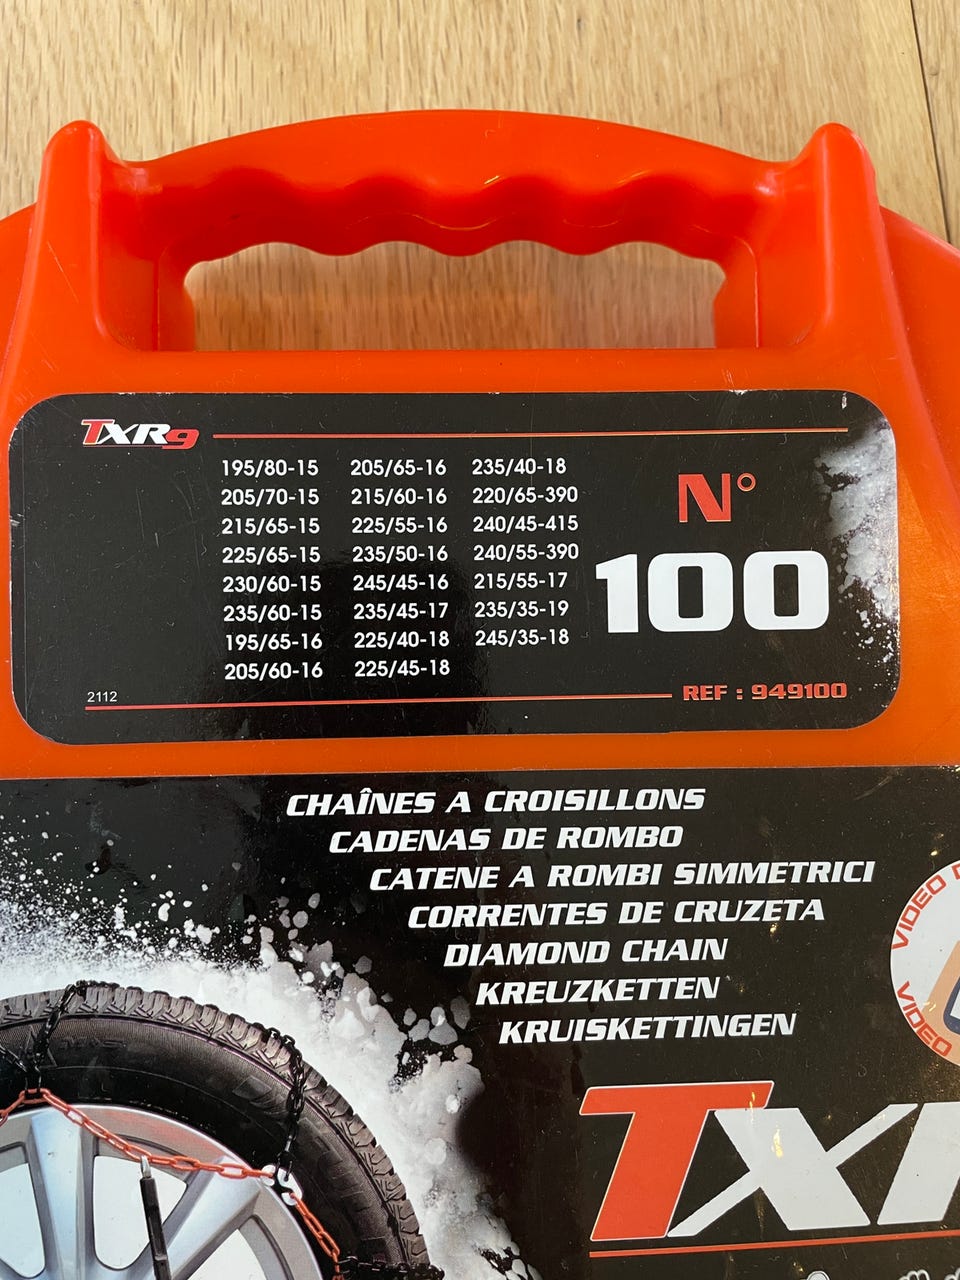 TXR9
195/80-15 205/65-16 235/40-18
205/70-15 215/60-16 220/65-390
215/65-15 225/55-16 240/45-415
225/65-15 235/50-16 240/55-390
230/60-15 245/45-16 215/55-17
235/60-15 235/45-17 235/35-19
195/65-16 225/40-18 245/35-18
205/60-16 225/45-18
N°
100
2112
REF : 949100
CHAÎNES A CROISILLONS
CADENAS DE ROMBO
CATENE A ROMBI SIMMETRICI
CORRENTES DE CRUZETA
DIAMOND CHAIN
KREUZKETTEN
KRUISKETTINGEN
VIDEO
VIDEO
TX